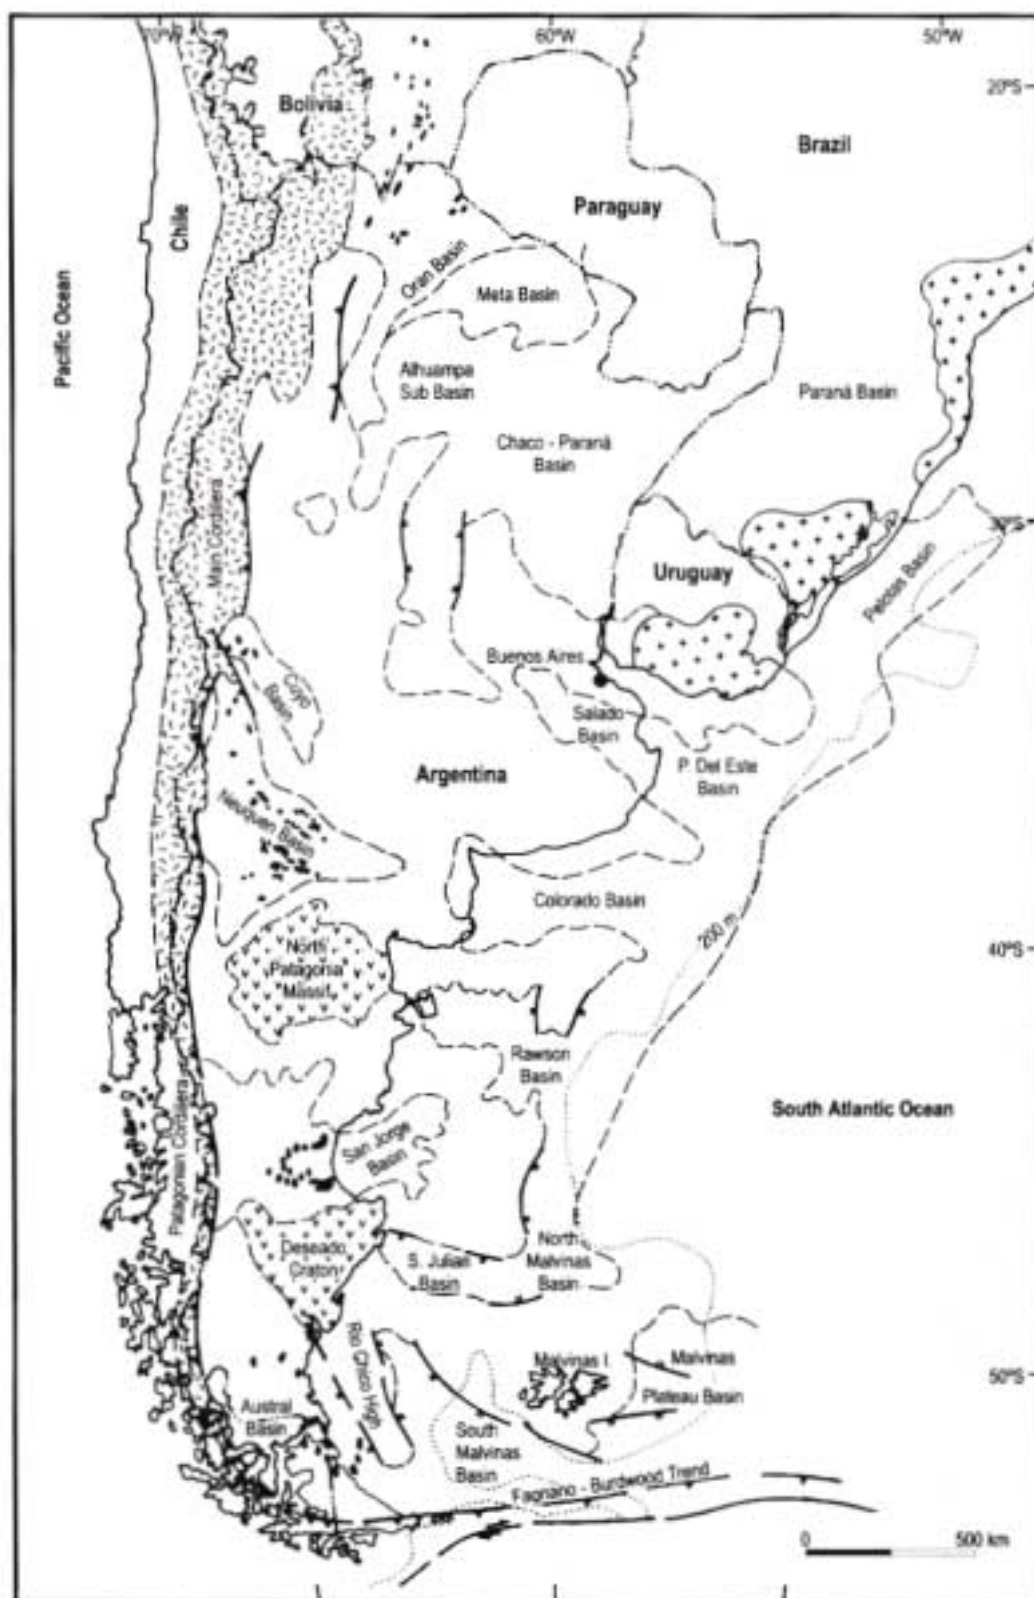 70°W
60°W
50°W
20°S
Bolivia
Brazil
Paraguay
Chile
Pacific Ocean
Oran Basin
Meta Basin
Alhuampa
Sub Basin
Paraná Basin
Chaco - Paraná
Basin
Main Cordillera
30°S
Pelotas Basin
Uruguay
Buenos Aires
Cuyo
Basin
Salado
Basin
P. Del Este
Basin
Argentina
Neuquen Basin
Colorado Basin
200 m
40°S
North
Patagonia
Massif
Rawson
Basin
Patagonian Cordillera
South Atlantic Ocean
San Jorge
Basin
Deseado
Craton
S. Julian
Basin
North
Malvinas
Basin
Rio Chico High
Malvinas I.
Malvinas
Plateau Basin
50°S
Austral
Basin
South
Malvinas
Basin
Fagnano - Burdwood Trend
0
500 km